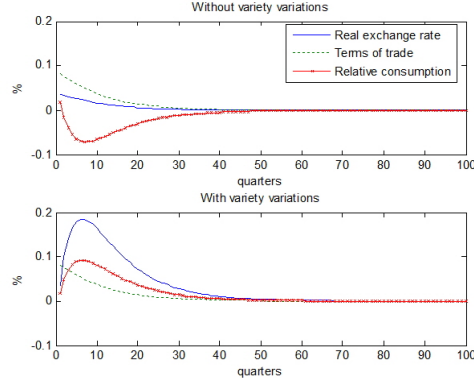 Without variety variations
0.2
0.1
0
-0.1
%
Real exchange rate
Terms of trade
Relative consumption
0 10 20 30 40 50 60 70 80 90 100
quarters
With variety variations
0.2
0.1
0
-0.1
%
0 10 20 30 40 50 60 70 80 90 100
quarters